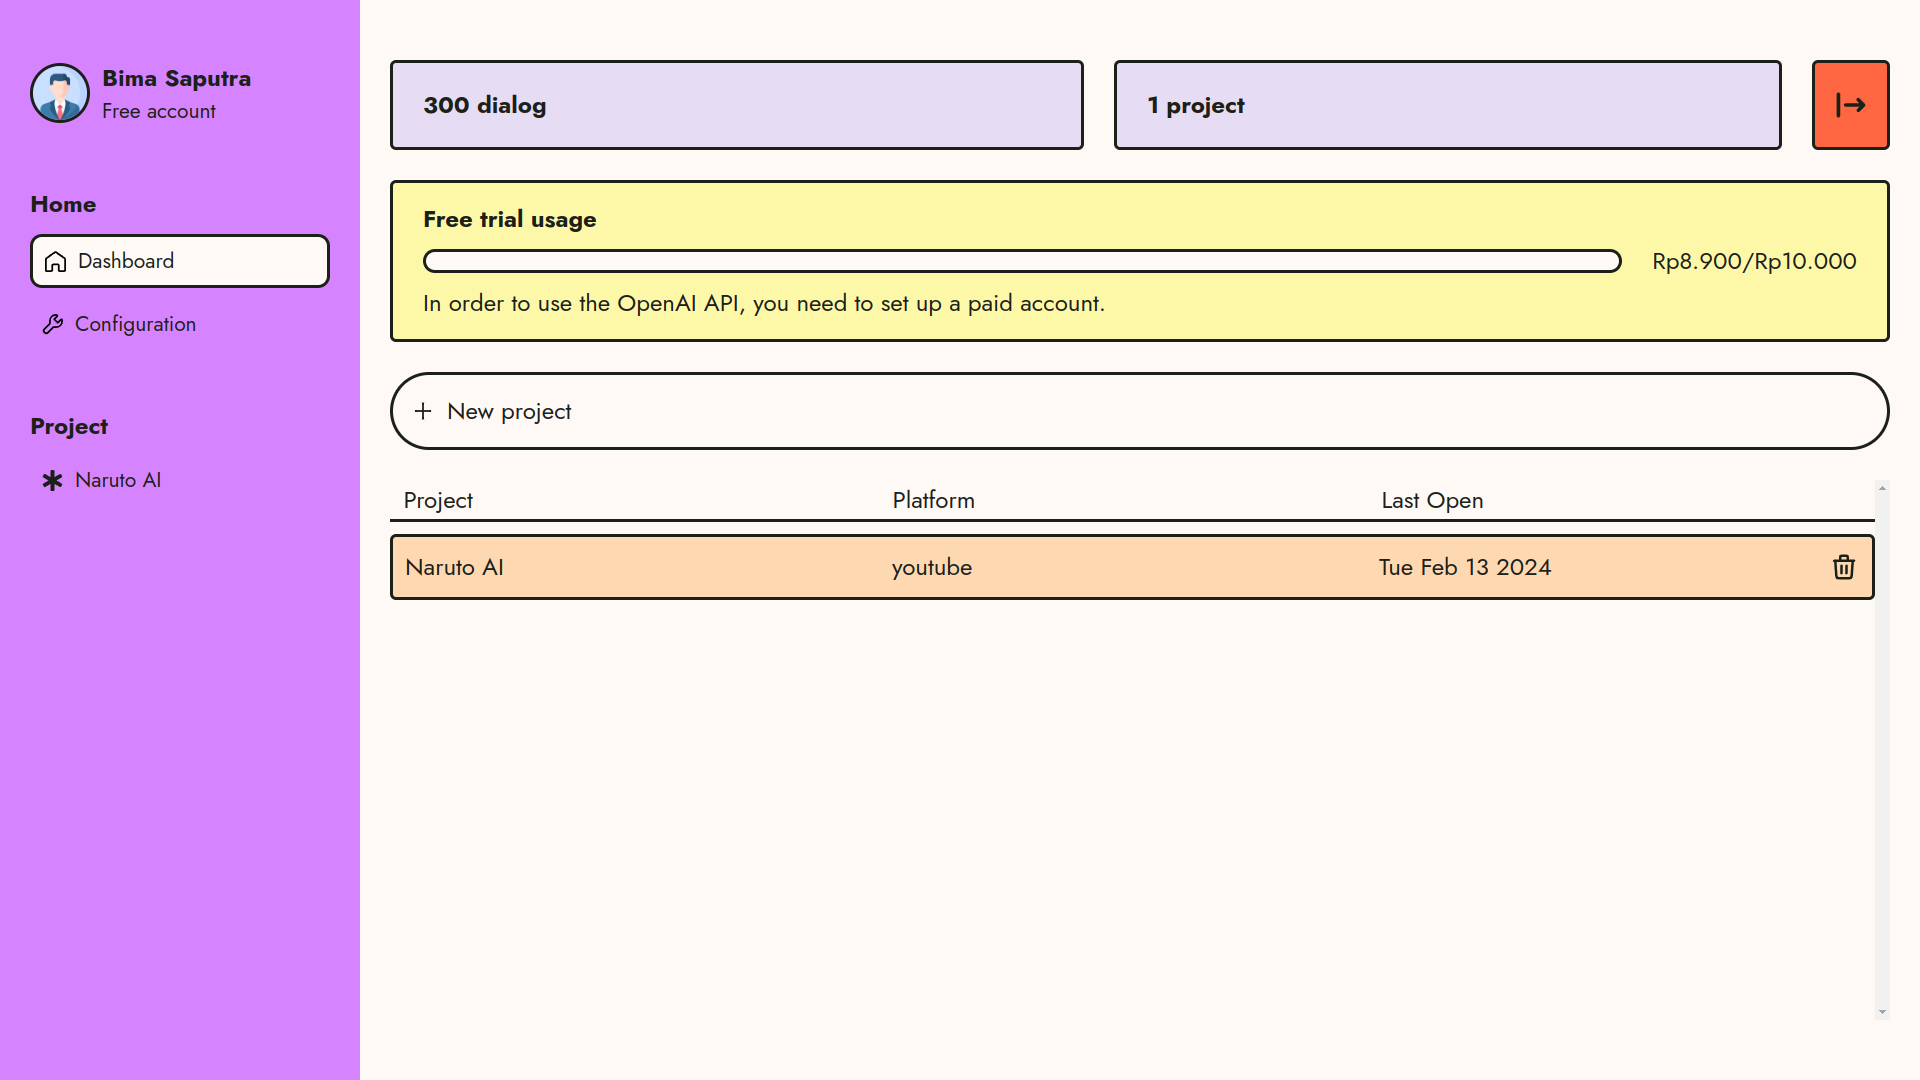 Bima Saputra
Free account
Home
Dashboard
Configuration
Project
Naruto AI
300 dialog
1 project
Free trial usage
Rp8.900/Rp10.000
In order to use the OpenAI API, you need to set up a paid account.
New project
Project Platform Last Open
Naruto AI youtube Tue Feb 13 2024